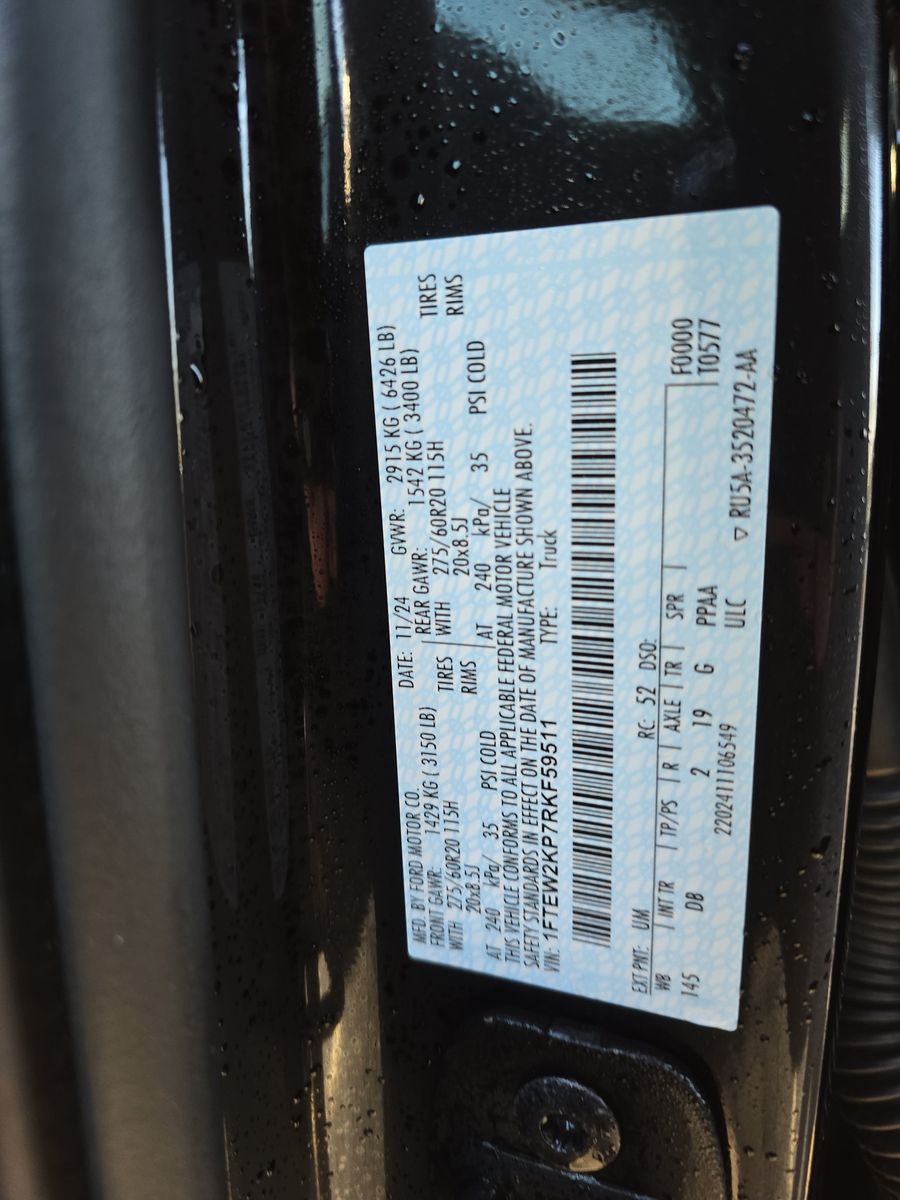 MFD. BY FORD MOTOR CO. DATE: 11/24 GVWR: 2915 KG ( 6426 LB)
FRONT GAWR: 1429 KG ( 3150 LB) REAR GAWR: 1542 KG ( 3400 LB)
WITH 275/60R20 115H TIRES WITH 275/60R20 115H TIRES
20x8.5J RIMS 20x8.5J RIMS
AT 240 kPa/ 35 PSI COLD AT 240 kPa/ 35 PSI COLD
THIS VEHICLE CONFORMS TO ALL APPLICABLE FEDERAL MOTOR VEHICLE
SAFETY STANDARDS IN EFFECT ON THE DATE OF MANUFACTURE SHOWN ABOVE.
VIN: 1FTEW2KP7RKF59511 TYPE: Truck
EXT PNT: UM RC: 52 DSO: F0000
WB INT TR TP/PS R AXLE TR SPR T0577
145 DB 2 19 G PPAA
2202411106549 ULC ▽ RU5A-3520472-AA